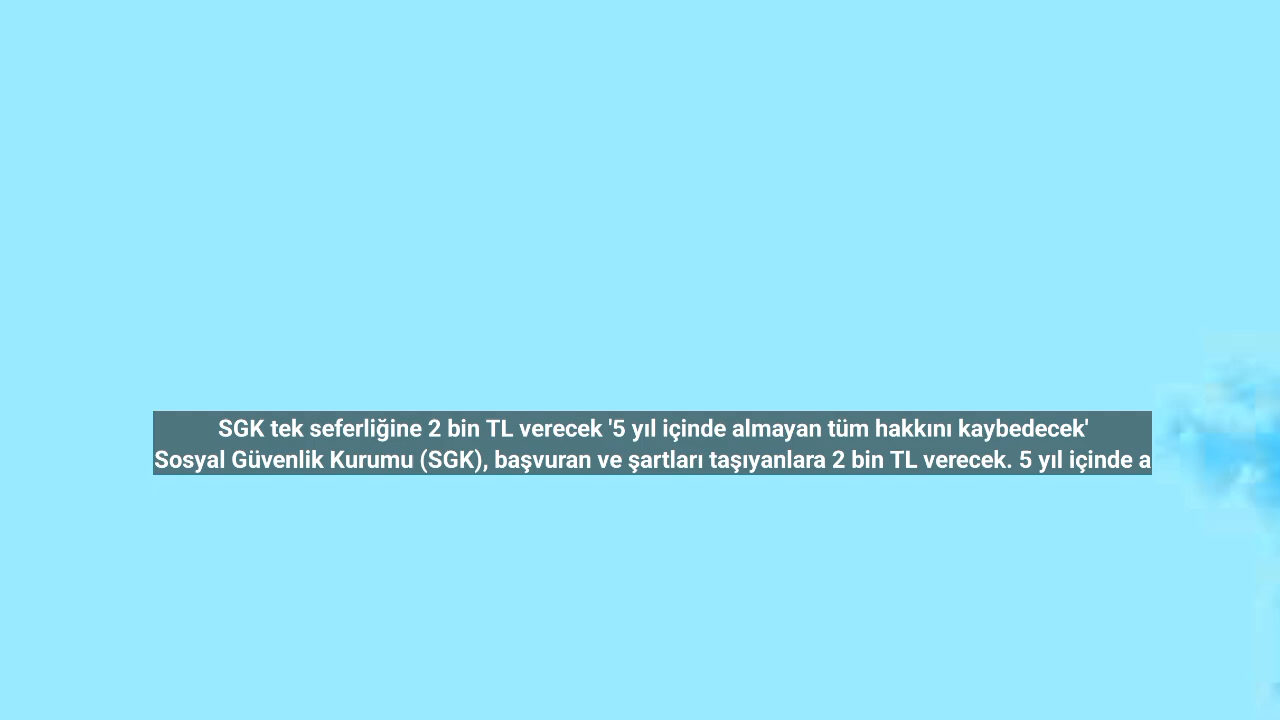 SGK tek seferliğine 2 bin TL verecek '5 yıl içinde almayan tüm hakkını kaybedecek'
Sosyal Güvenlik Kurumu (SGK), başvuran ve şartları taşıyanlara 2 bin TL verecek. 5 yıl içinde a